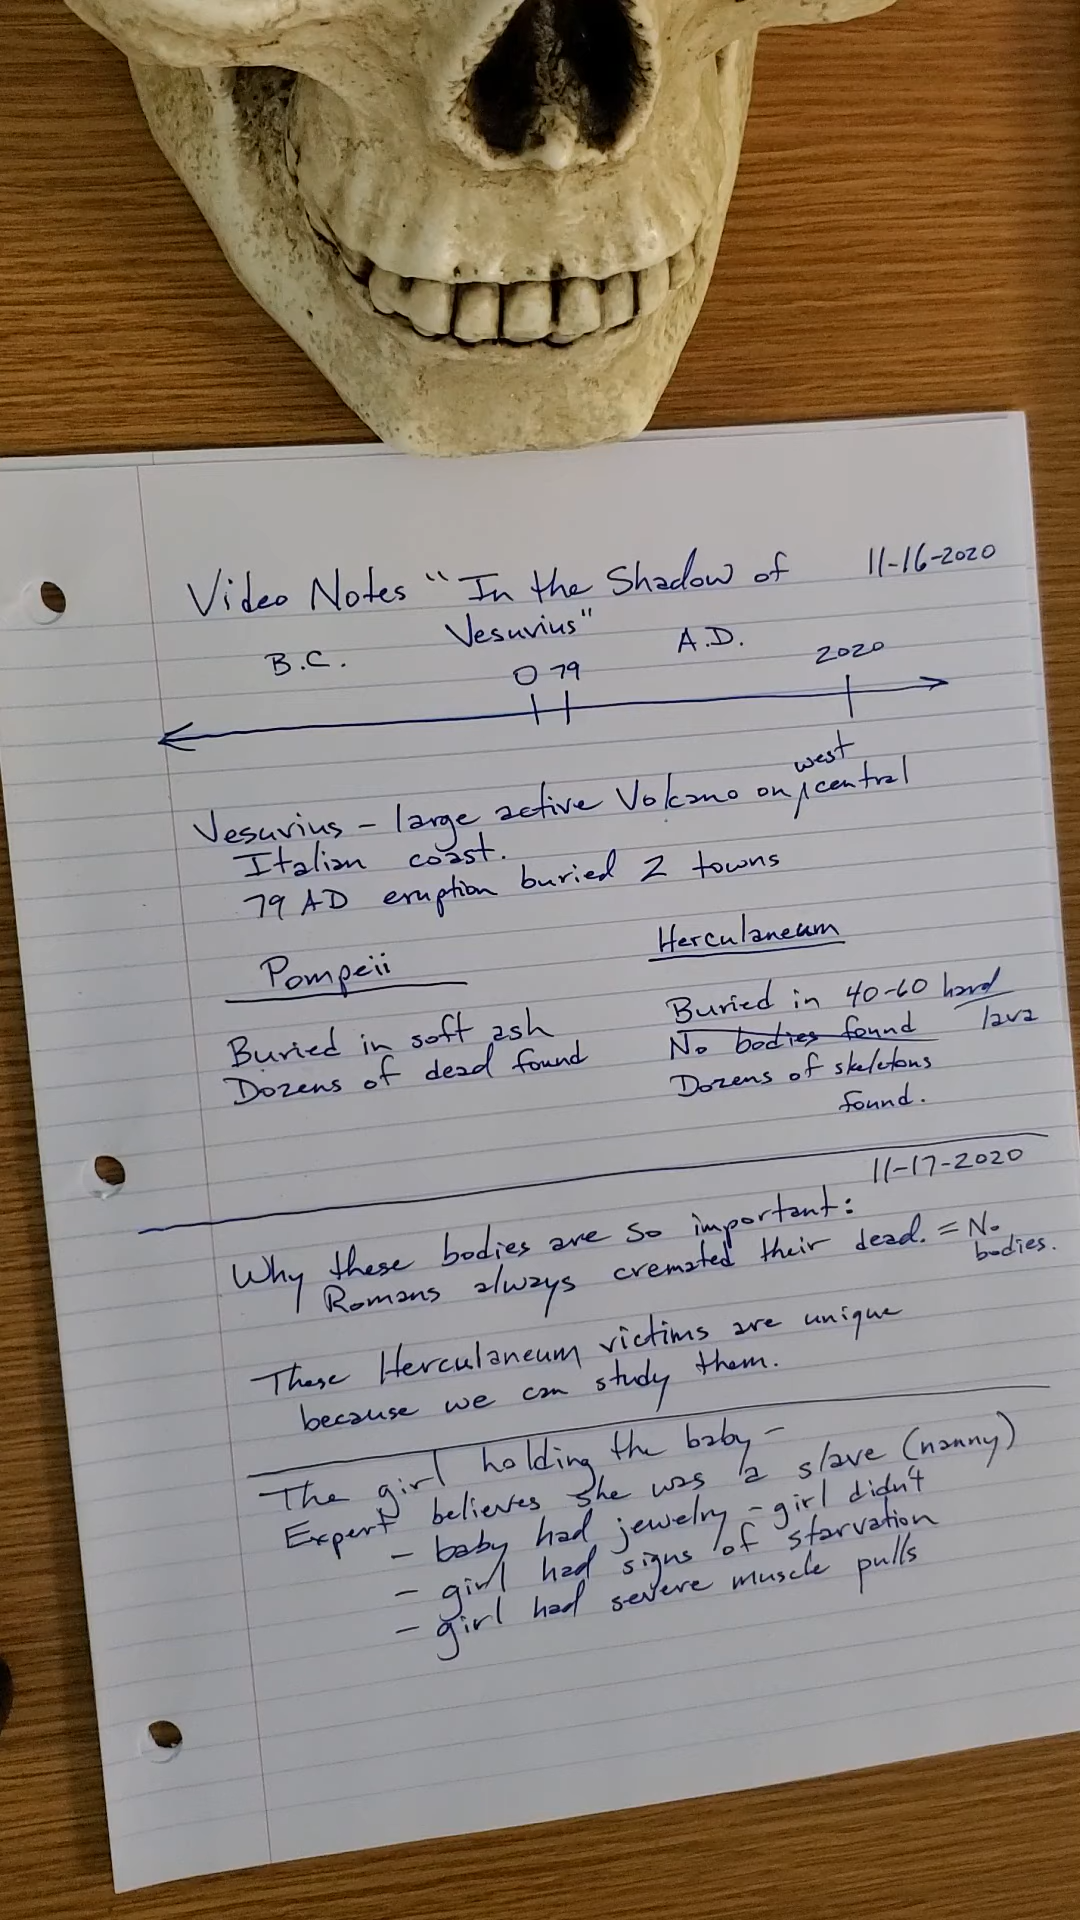 Video Notes "In the Shadow of 11-16-2020
Vesuvius"
B.C. A.D.
0 79 2020
Vesuvius - large active Volcano on west central
Italian coast.
79 AD eruption buried 2 towns
Pompeii Herculaneum
Buried in soft ash
Dozens of dead found
Buried in 40-60 hard
lava
No bodies found
Dozens of skeletons
found.
11-17-2020
Why these bodies are so important:
Romans always cremated their dead. = No
bodies.
These Herculaneum victims are unique
because we can study them.
The girl holding the baby -
Expert believes she was a slave (nanny)
- baby had jewelry - girl didn't
- girl had signs of starvation
- girl had severe muscle pulls